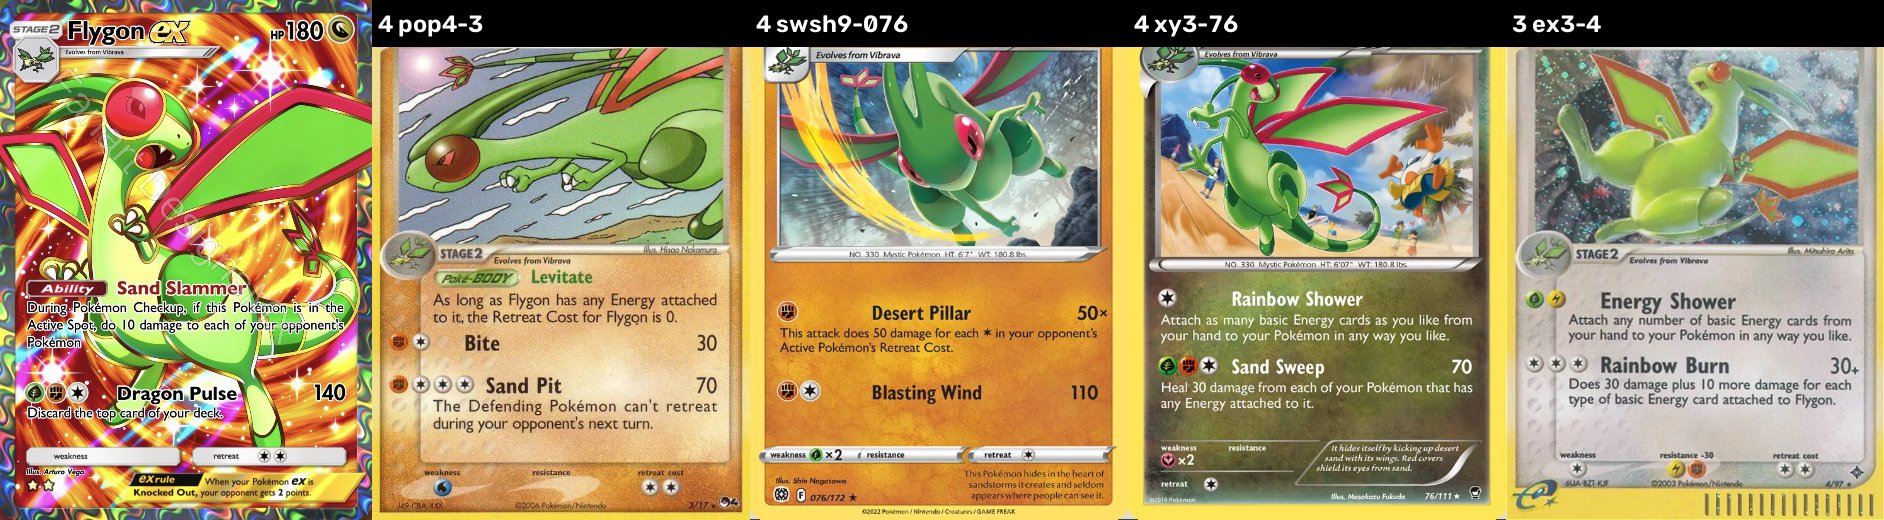 STAGE2 Flygon ex HP 180
Evolves from Vibrava
Ability Sand Slammer
During Pokémon Checkup, if this Pokémon is in the
Active Spot, do 10 damage to each of your opponent's
Pokémon
Dragon Pulse 140
Discard the top card of your deck.
weakness retreat
Illus. Arturo Vega
ex rule When your Pokémon ex is
Knocked Out, your opponent gets 2 points.
4 pop4-3
Illus. Hisao Nakamura
STAGE2 Evolves from Vibrava
Poké-BODY Levitate
As long as Flygon has any Energy attached
to it, the Retreat Cost for Flygon is 0.
Bite 30
Sand Pit 70
The Defending Pokémon can't retreat
during your opponent's next turn.
weakness resistance retreat cost
©2006 Pokémon/Nintendo 3/17 ★
4 swsh9-076
Evolves from Vibrava
NO. 330 Mystic Pokémon HT: 6'7" WT: 180.8 lbs.
Desert Pillar 50×
This attack does 50 damage for each in your opponent's
Active Pokémon's Retreat Cost.
Blasting Wind 110
weakness ×2 resistance retreat
Illus. Shin Nagasawa
F 076/172 ★
This Pokémon hides in the heart of
sandstorms it creates and seldom
appears where people can see it.
©2022 Pokémon / Nintendo / Creatures / GAME FREAK
4 xy3-76
Evolves from Vibrava
NO. 330 Mystic Pokémon HT: 6'07" WT: 180.8 lbs.
Rainbow Shower
Attach as many basic Energy cards as you like from
your hand to your Pokémon in any way you like.
Sand Sweep 70
Heal 30 damage from each of your Pokémon that has
any Energy attached to it.
weakness resistance
×2
retreat
It hides itself by kicking up desert
sand with its wings. Red covers
shield its eyes from sand.
©2014 Pokémon Illus. Masakazu Fukuda 76/111 ★
3 ex3-4
Illus. Mitsuhiro Arita
STAGE2 Evolves from Vibrava
Energy Shower
Attach any number of basic Energy cards from
your hand to your Pokémon in any way you like.
Rainbow Burn 30+
Does 30 damage plus 10 more damage for each
type of basic Energy card attached to Flygon.
weakness resistance -30 retreat cost
6UA-BZT-KJF ©2003 Pokémon/Nintendo 4/97 ★